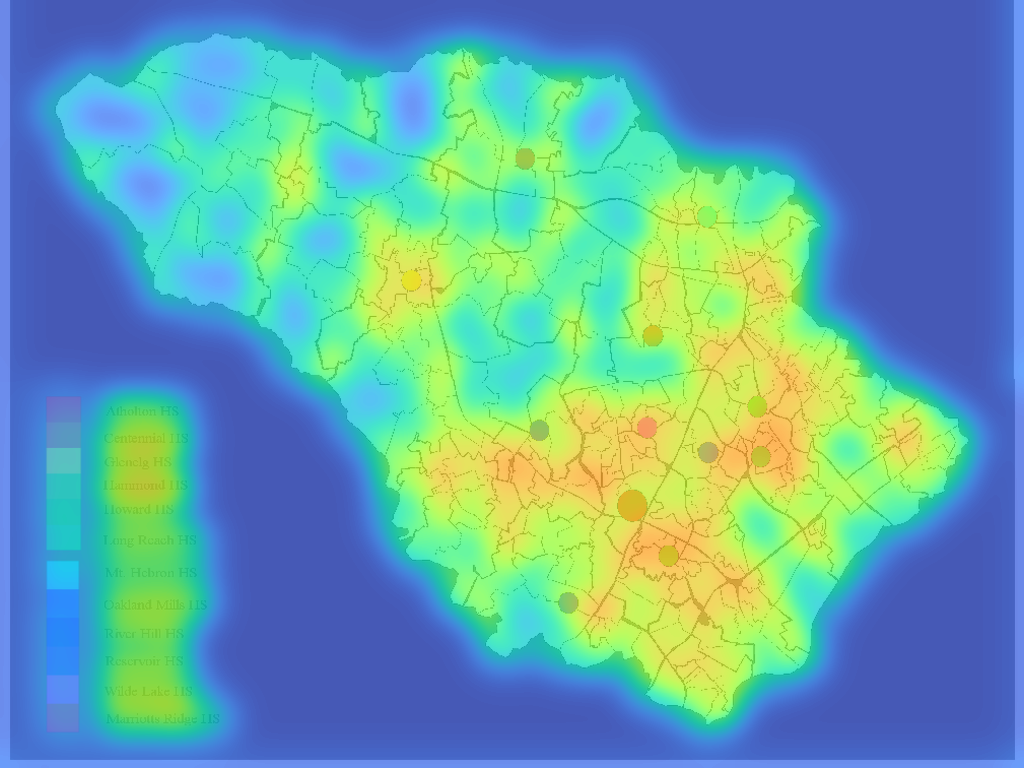 Atholton HS
Centennial HS
Glenelg HS
Hammond HS
Howard HS
Long Reach HS
Mt. Hebron HS
Oakland Mills HS
River Hill HS
Reservoir HS
Wilde Lake HS
Marriotts Ridge HS